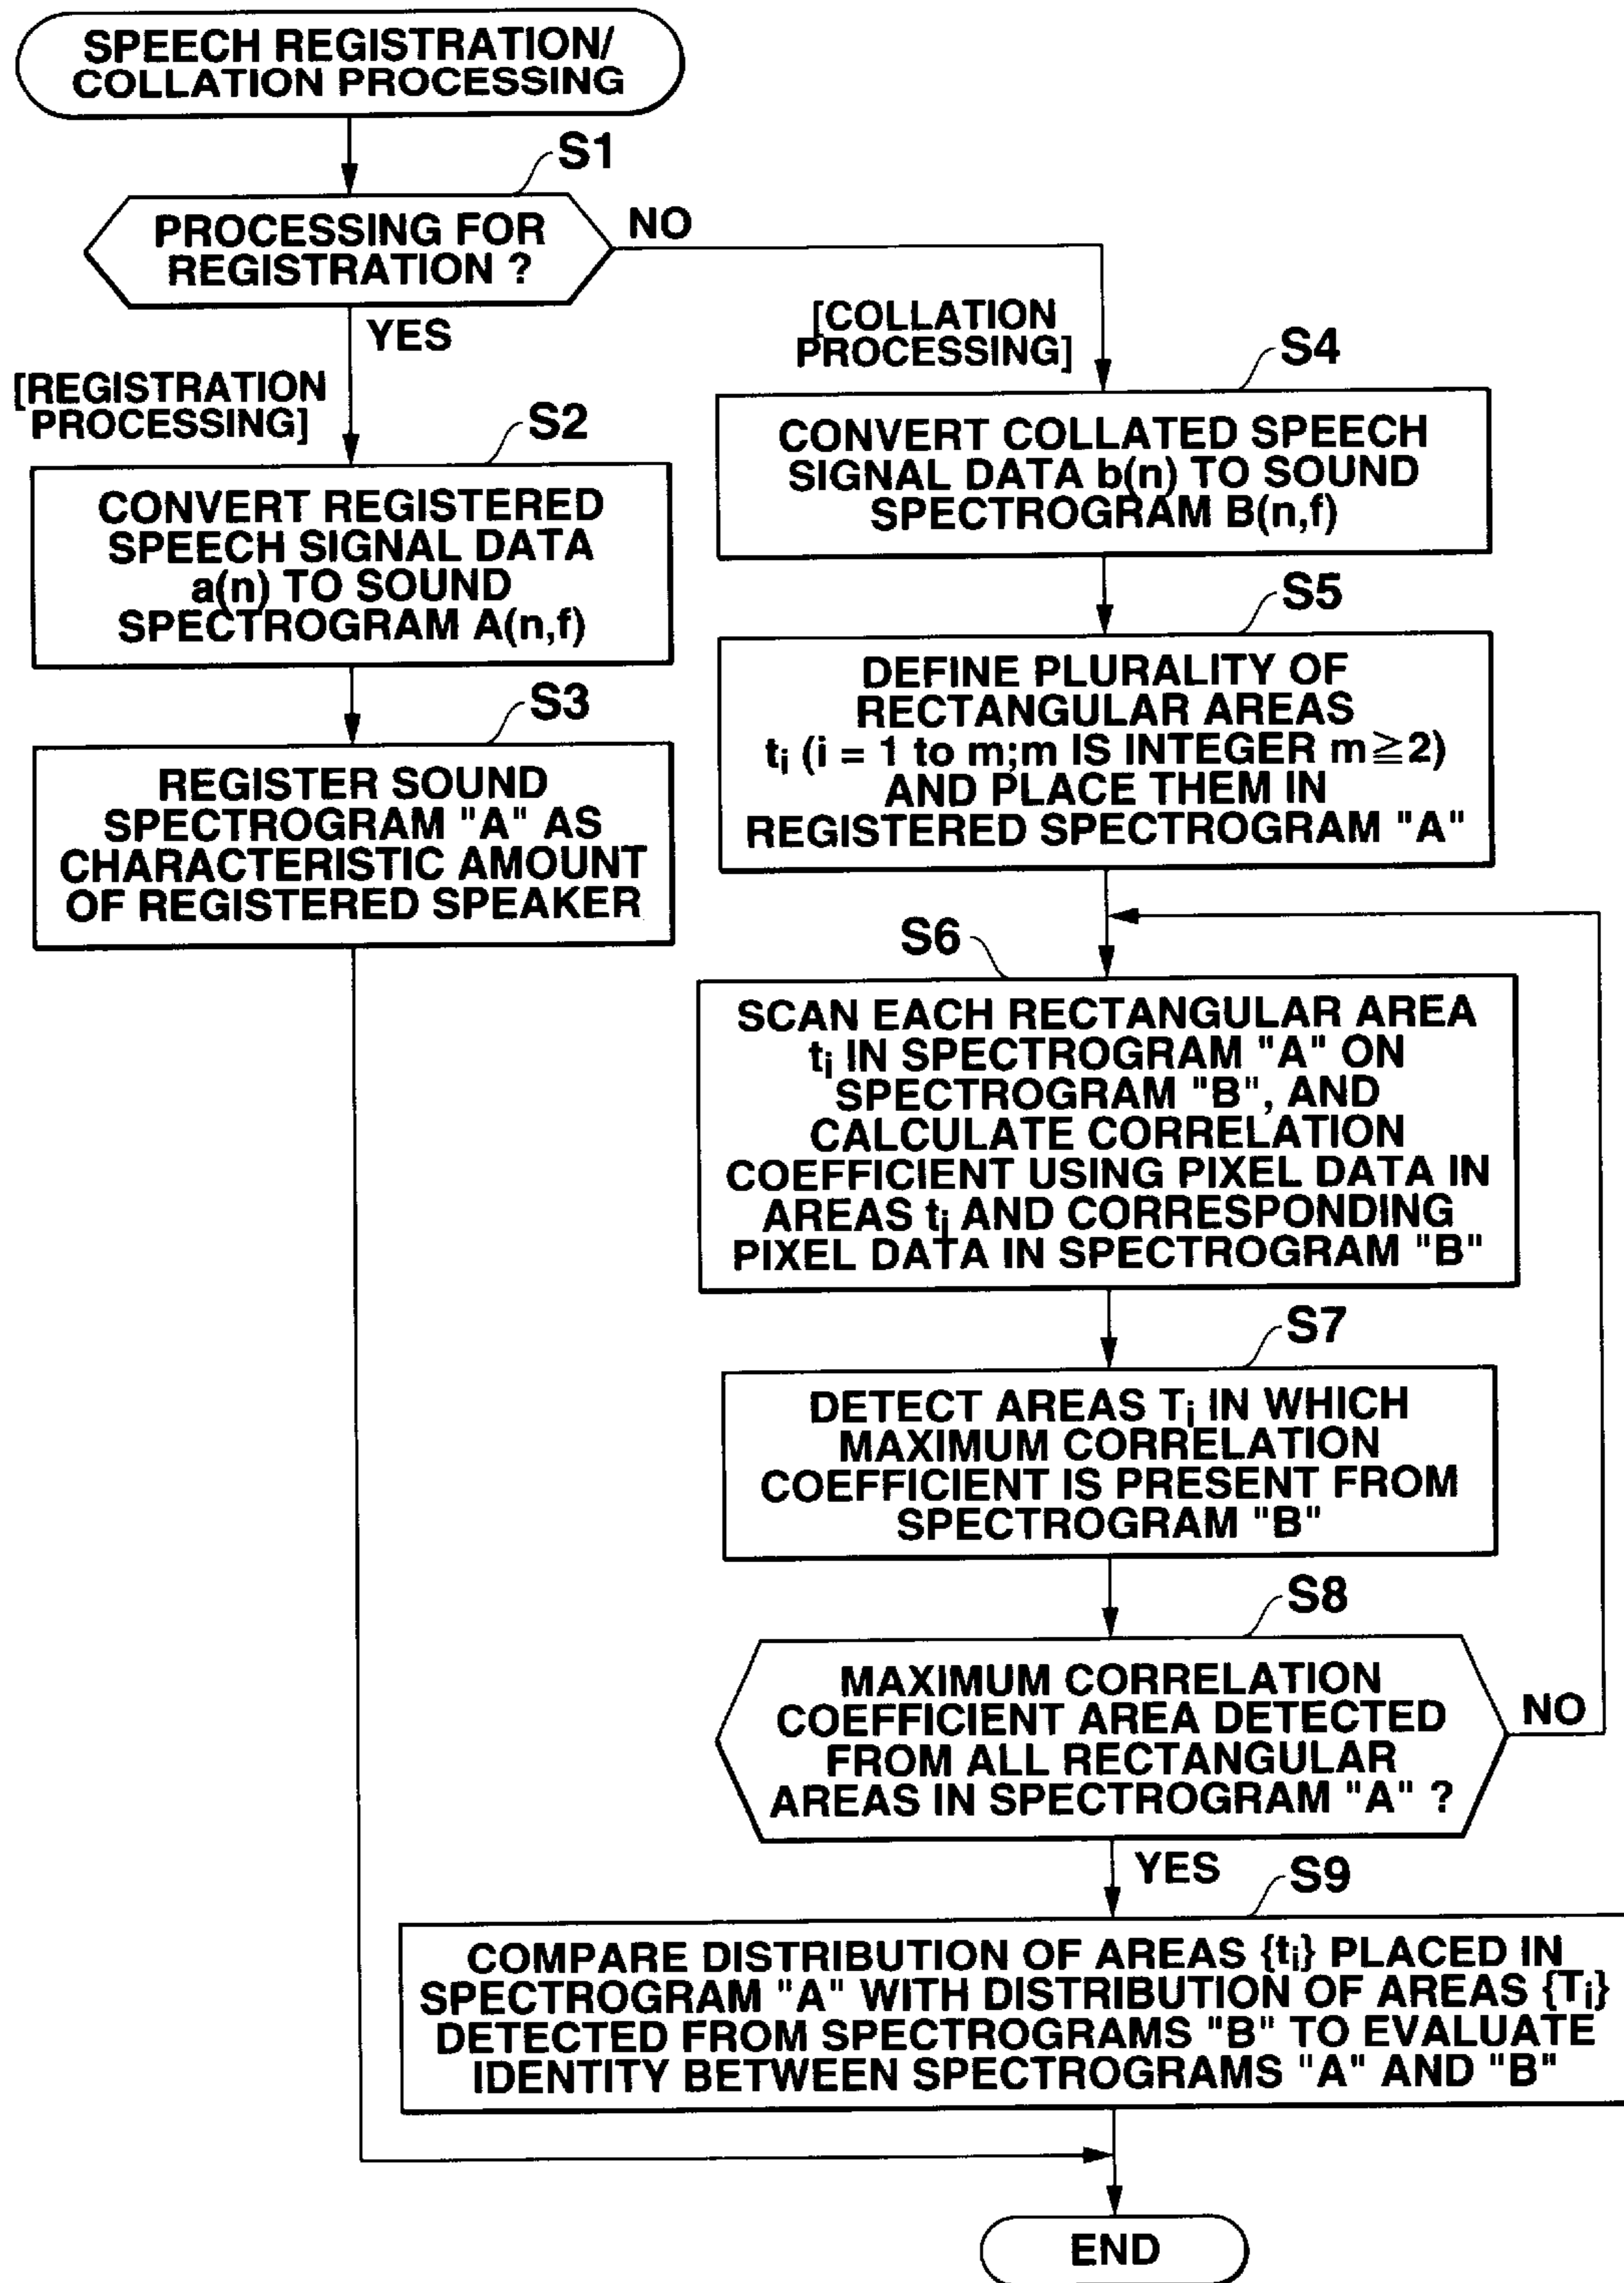 SPEECH REGISTRATION/
COLLATION PROCESSING
S1
PROCESSING FOR
REGISTRATION ?
NO
YES
[REGISTRATION
PROCESSING]
S2
CONVERT REGISTERED
SPEECH SIGNAL DATA
a(n) TO SOUND
SPECTROGRAM A(n,f)
S3
REGISTER SOUND
SPECTROGRAM "A" AS
CHARACTERISTIC AMOUNT
OF REGISTERED SPEAKER
[COLLATION
PROCESSING]
S4
CONVERT COLLATED SPEECH
SIGNAL DATA b(n) TO SOUND
SPECTROGRAM B(n,f)
S5
DEFINE PLURALITY OF
RECTANGULAR AREAS
ti (i = 1 to m;m IS INTEGER m≧2)
AND PLACE THEM IN
REGISTERED SPECTROGRAM "A"
S6
SCAN EACH RECTANGULAR AREA
ti IN SPECTROGRAM "A" ON
SPECTROGRAM "B", AND
CALCULATE CORRELATION
COEFFICIENT USING PIXEL DATA IN
AREAS ti AND CORRESPONDING
PIXEL DATA IN SPECTROGRAM "B"
S7
DETECT AREAS Ti IN WHICH
MAXIMUM CORRELATION
COEFFICIENT IS PRESENT FROM
SPECTROGRAM "B"
S8
MAXIMUM CORRELATION
COEFFICIENT AREA DETECTED
FROM ALL RECTANGULAR
AREAS IN SPECTROGRAM "A" ?
NO
YES
S9
COMPARE DISTRIBUTION OF AREAS {ti} PLACED IN
SPECTROGRAM "A" WITH DISTRIBUTION OF AREAS {Ti}
DETECTED FROM SPECTROGRAMS "B" TO EVALUATE
IDENTITY BETWEEN SPECTROGRAMS "A" AND "B"
END